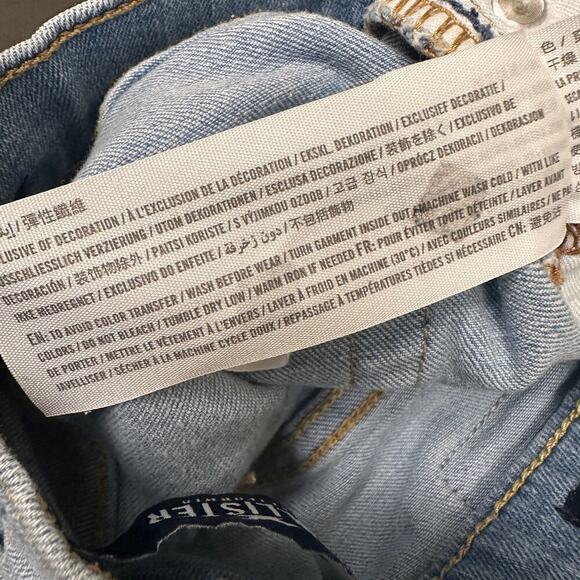 / 彈性纖維
À L'EXCLUSION DE LA DÉCORATION / EKSKL. DEKORATION / EXCLUSIEF DECORATIE /
LUSIVE OF DECORATION / AUSSCHLIESSLICH VERZIERUNG / UTOM DEKORATIONEN / ESCLUSA DECORAZIONE / 装飾を除く / EXCLUSIVO DE
DECORACIÓN / 装饰物除外 / PAITSI KORISTE / S VÝJIMKOU OZDOB / 고급 장식 / OPRÓCZ DEKORACJI / DEKORASJON
IKKE MEDREGNET / EXCLUSIVO DO ENFEITE / دون زخرفة / 不包括飾物
EN: TO AVOID COLOR TRANSFER / WASH BEFORE WEAR / TURN GARMENT INSIDE OUT / MACHINE WASH COLD / WITH LIKE
COLORS / DO NOT BLEACH / TUMBLE DRY LOW / WARM IRON IF NEEDED FR: POUR ÉVITER TOUTE DÉTEINTE / LAVER AVANT
DE PORTER / METTRE LE VÊTEMENT À L'ENVERS / LAVER À FROID EN MACHINE (30°C) / AVEC COULEURS SIMILAIRES / NE PAS
JAVELLISER / SÉCHER À LA MACHINE CYCLE DOUX / REPASSAGE À TEMPÉRATURES TIÈDES SI NÉCESSAIRE CN: 避免
色
干燥